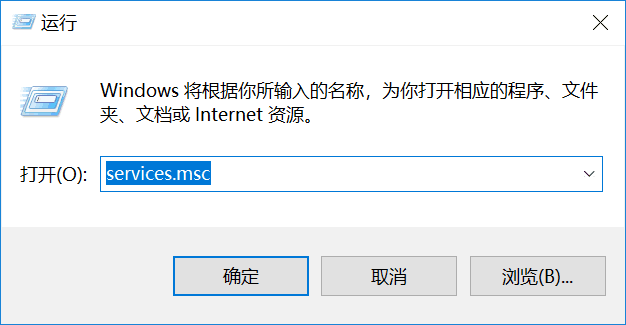 运行
Windows 将根据你所输入的名称，为你打开相应的程序、文件
夹、文档或 Internet 资源。
打开(O): services.msc
确定 取消 浏览(B)...